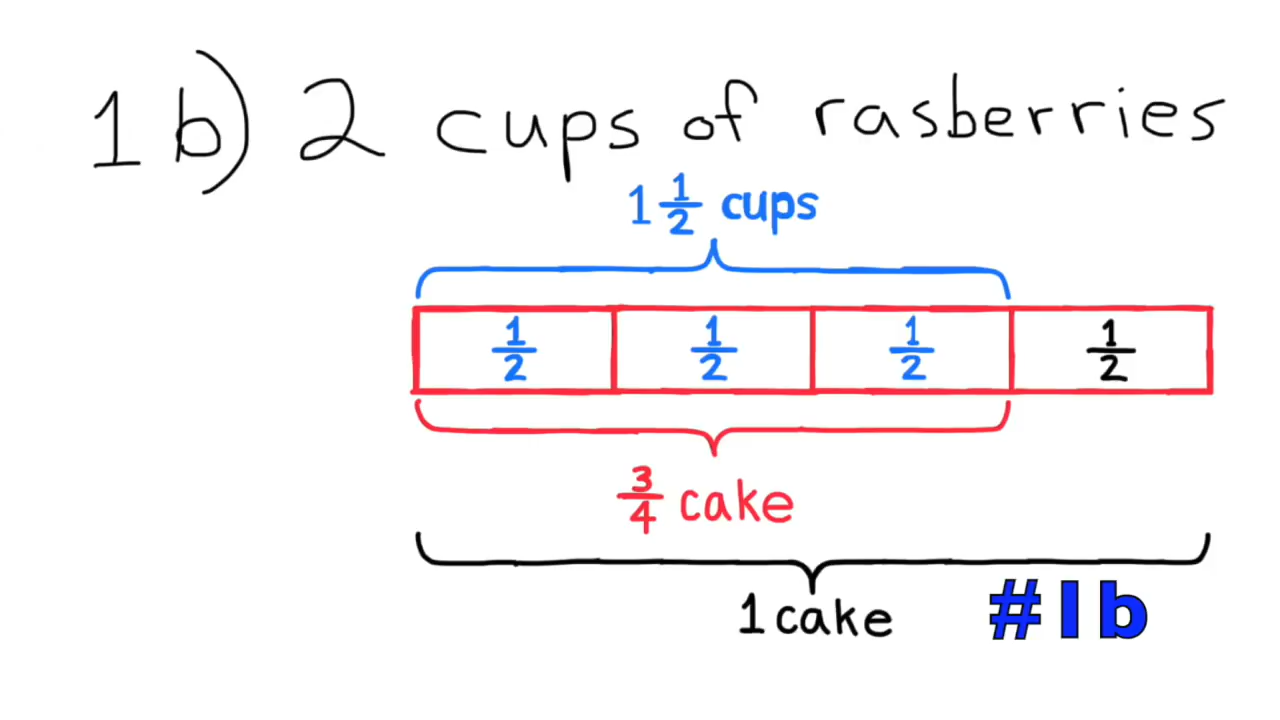 1b) 2 cups of rasberries
1 1/2 cups
1/2 1/2 1/2 1/2
3/4 cake
1 cake
#1b